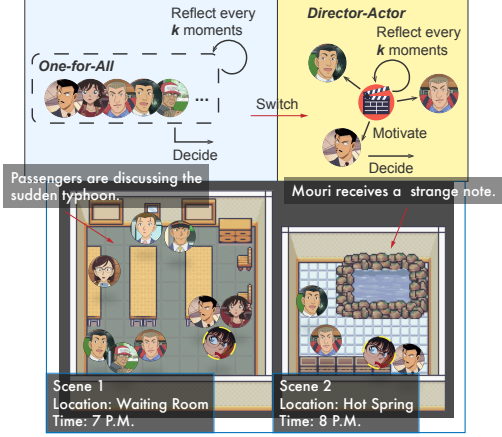 Reflect every
k moments
One-for-All
...
Decide
Switch
Director-Actor
Reflect every
k moments
Motivate
Decide
Passengers are discussing the
sudden typhoon.
Mouri receives a strange note.
Scene 1
Location: Waiting Room
Time: 7 P.M.
Scene 2
Location: Hot Spring
Time: 8 P.M.